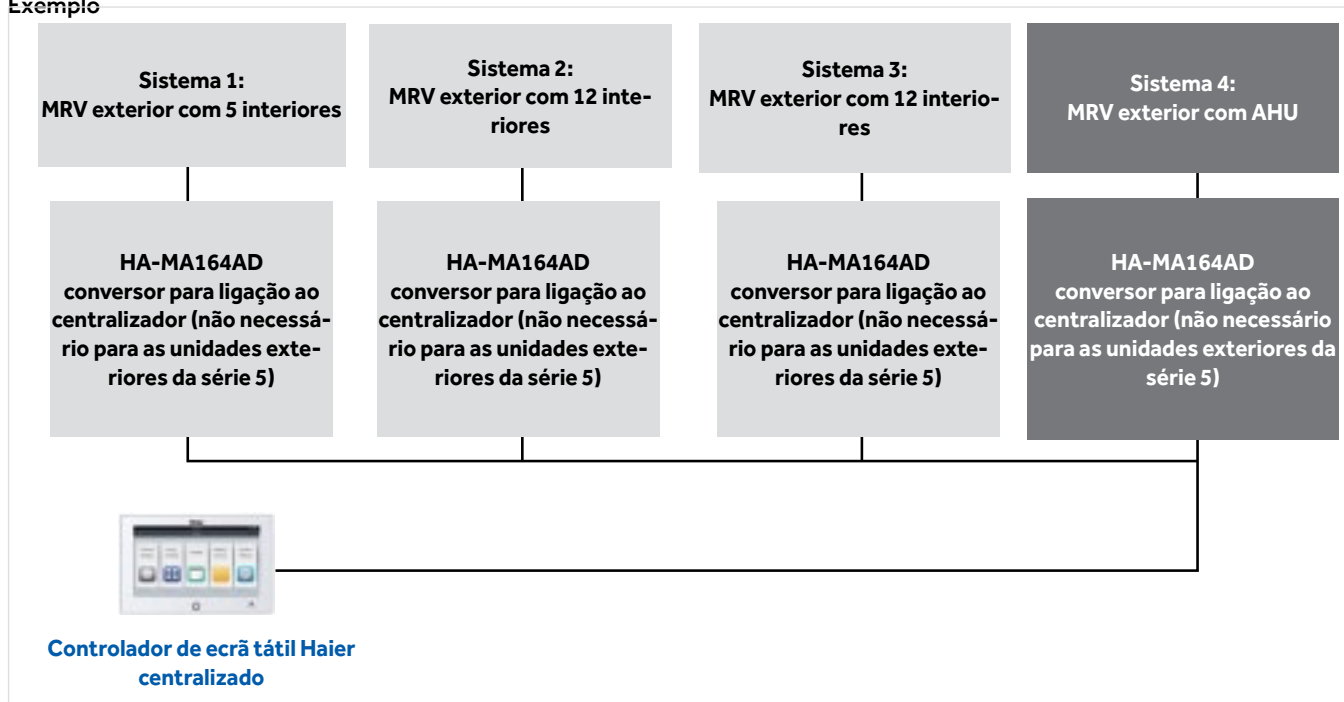 Exemplo
Sistema 1:
MRV exterior com 5 interiores
Sistema 2:
MRV exterior com 12 inte-
riores
Sistema 3:
MRV exterior com 12 interio-
res
Sistema 4:
MRV exterior com AHU
HA-MA164AD
conversor para ligação ao
centralizador (não necessá-
rio para as unidades exte-
riores da série 5)
HA-MA164AD
conversor para ligação ao
centralizador (não necessá-
rio para as unidades exte-
riores da série 5)
HA-MA164AD
conversor para ligação ao
centralizador (não necessá-
rio para as unidades exte-
riores da série 5)
HA-MA164AD
conversor para ligação ao
centralizador (não necessário
para as unidades exteriores da
série 5)
Controlador de ecrã tátil Haier
centralizado